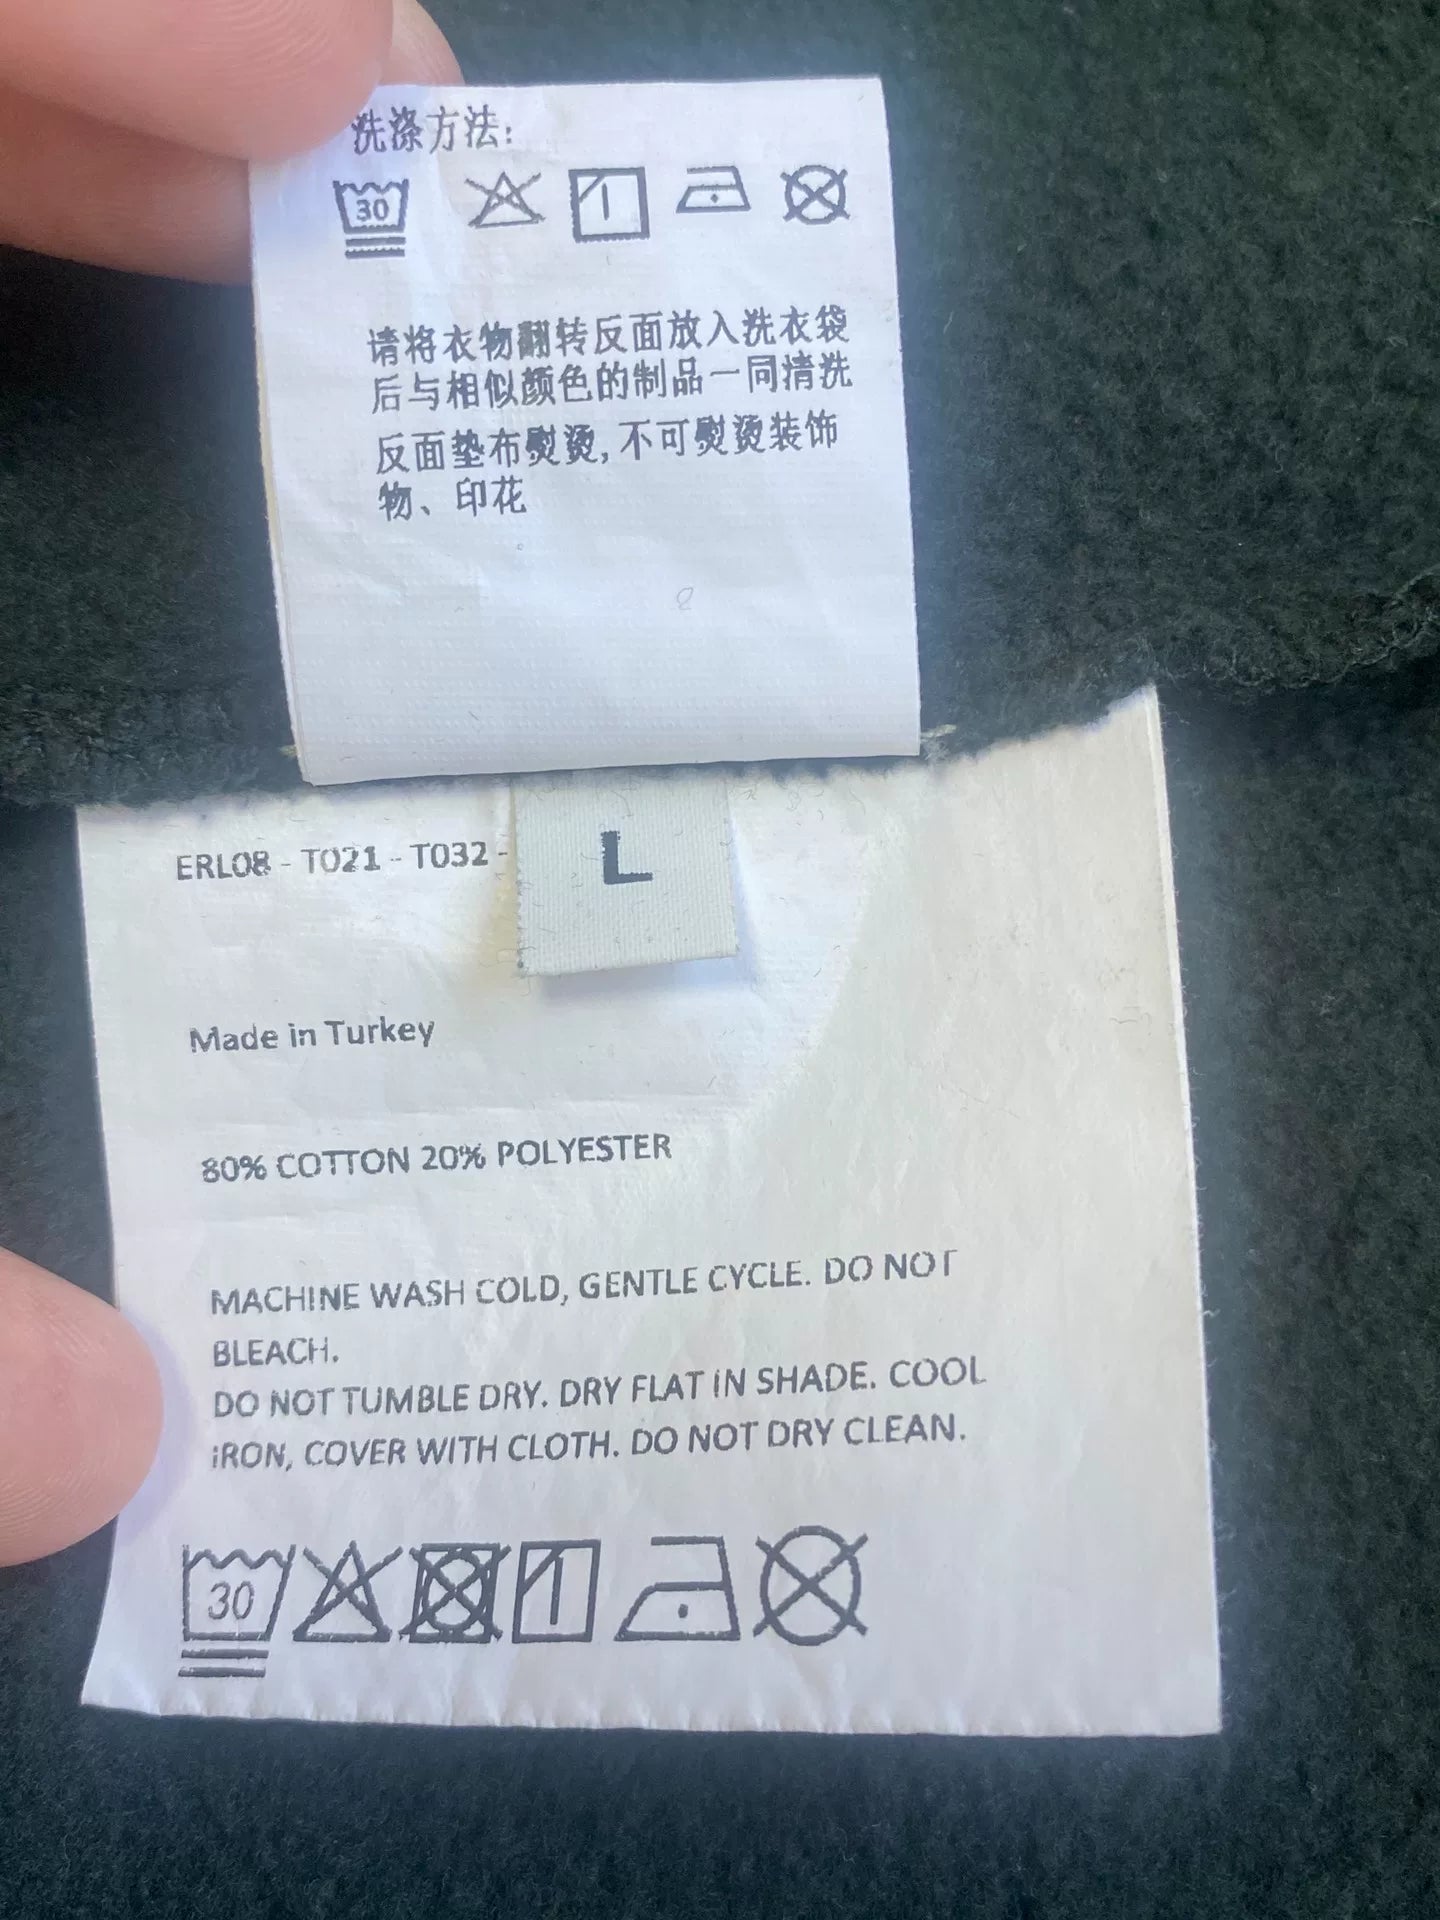 洗涤方法:
30
请将衣物翻转反面放入洗衣袋
后与相似颜色的制品一同清洗
反面垫布熨烫,不可熨烫装饰
物、印花
8
ERL08 - T021 - T032 -
L
Made in Turkey
80% COTTON 20% POLYESTER
MACHINE WASH COLD, GENTLE CYCLE. DO NOT
BLEACH.
DO NOT TUMBLE DRY. DRY FLAT IN SHADE. COOL
iRON, COVER WITH CLOTH. DO NOT DRY CLEAN.
30